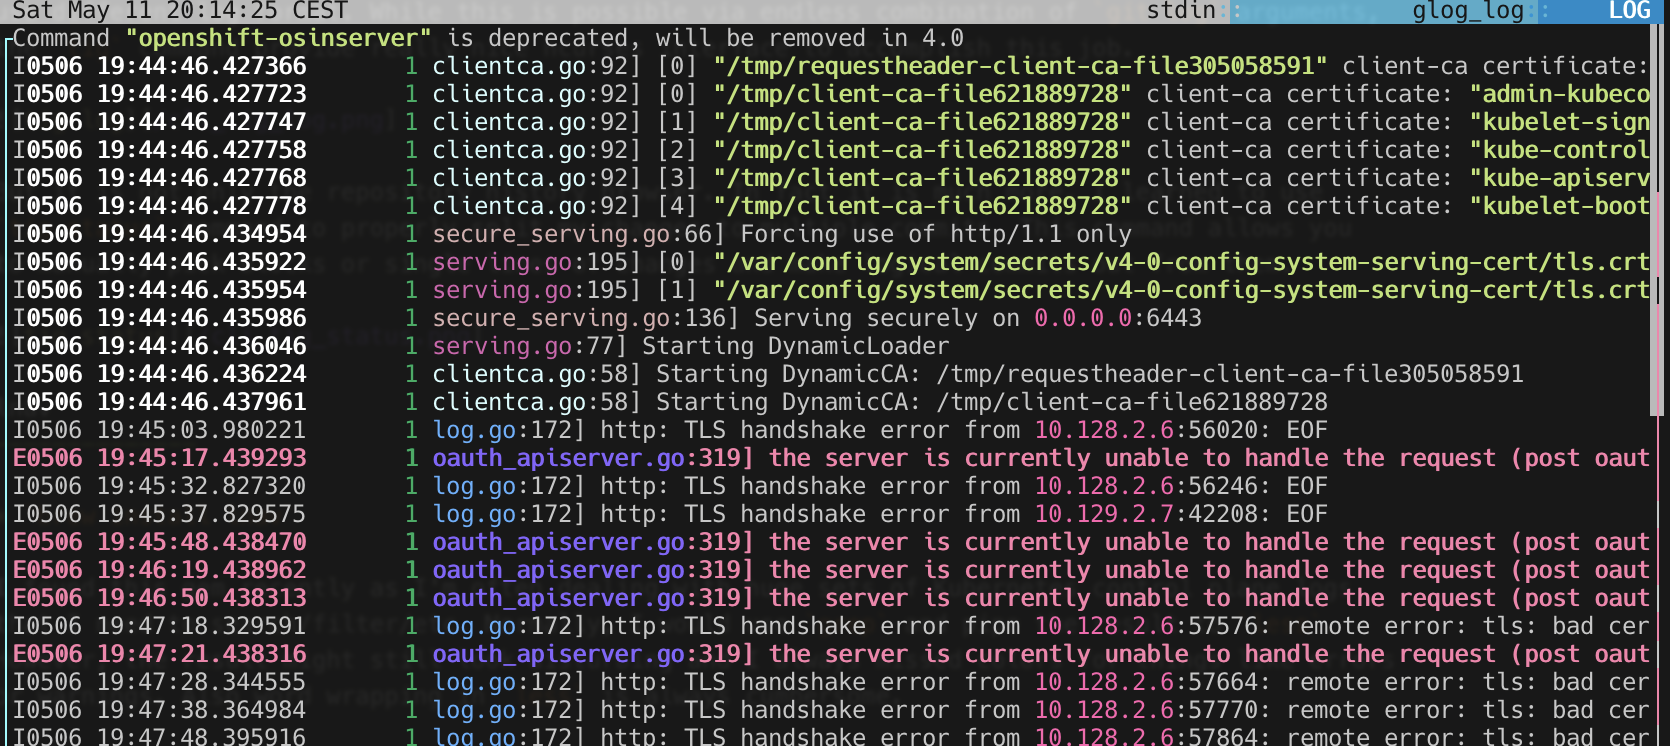 Sat May 11 20:14:25 CEST stdin glog_log LOG
Command "openshift-osinserver" is deprecated, will be removed in 4.0
I0506 19:44:46.427366 1 clientca.go:92] [0] "/tmp/requestheader-client-ca-file305058591" client-ca certificate:
I0506 19:44:46.427723 1 clientca.go:92] [0] "/tmp/client-ca-file621889728" client-ca certificate: "admin-kubeco
I0506 19:44:46.427747 1 clientca.go:92] [1] "/tmp/client-ca-file621889728" client-ca certificate: "kubelet-sign
I0506 19:44:46.427758 1 clientca.go:92] [2] "/tmp/client-ca-file621889728" client-ca certificate: "kube-control
I0506 19:44:46.427768 1 clientca.go:92] [3] "/tmp/client-ca-file621889728" client-ca certificate: "kube-apiserv
I0506 19:44:46.427778 1 clientca.go:92] [4] "/tmp/client-ca-file621889728" client-ca certificate: "kubelet-boot
I0506 19:44:46.434954 1 secure_serving.go:66] Forcing use of http/1.1 only
I0506 19:44:46.435922 1 serving.go:195] [0] "/var/config/system/secrets/v4-0-config-system-serving-cert/tls.crt
I0506 19:44:46.435954 1 serving.go:195] [1] "/var/config/system/secrets/v4-0-config-system-serving-cert/tls.crt
I0506 19:44:46.435986 1 secure_serving.go:136] Serving securely on 0.0.0.0:6443
I0506 19:44:46.436046 1 serving.go:77] Starting DynamicLoader
I0506 19:44:46.436224 1 clientca.go:58] Starting DynamicCA: /tmp/requestheader-client-ca-file305058591
I0506 19:44:46.437961 1 clientca.go:58] Starting DynamicCA: /tmp/client-ca-file621889728
I0506 19:45:03.980221 1 log.go:172] http: TLS handshake error from 10.128.2.6:56020: EOF
E0506 19:45:17.439293 1 oauth_apiserver.go:319] the server is currently unable to handle the request (post oaut
I0506 19:45:32.827320 1 log.go:172] http: TLS handshake error from 10.128.2.6:56246: EOF
I0506 19:45:37.829575 1 log.go:172] http: TLS handshake error from 10.129.2.7:42208: EOF
E0506 19:45:48.438470 1 oauth_apiserver.go:319] the server is currently unable to handle the request (post oaut
E0506 19:46:19.438962 1 oauth_apiserver.go:319] the server is currently unable to handle the request (post oaut
E0506 19:46:50.438313 1 oauth_apiserver.go:319] the server is currently unable to handle the request (post oaut
I0506 19:47:18.329591 1 log.go:172] http: TLS handshake error from 10.128.2.6:57576: remote error: tls: bad cer
E0506 19:47:21.438316 1 oauth_apiserver.go:319] the server is currently unable to handle the request (post oaut
I0506 19:47:28.344555 1 log.go:172] http: TLS handshake error from 10.128.2.6:57664: remote error: tls: bad cer
I0506 19:47:38.364984 1 log.go:172] http: TLS handshake error from 10.128.2.6:57770: remote error: tls: bad cer
I0506 19:47:48.395916 1 log.go:172] http: TLS handshake error from 10.128.2.6:57864: remote error: tls: bad cer